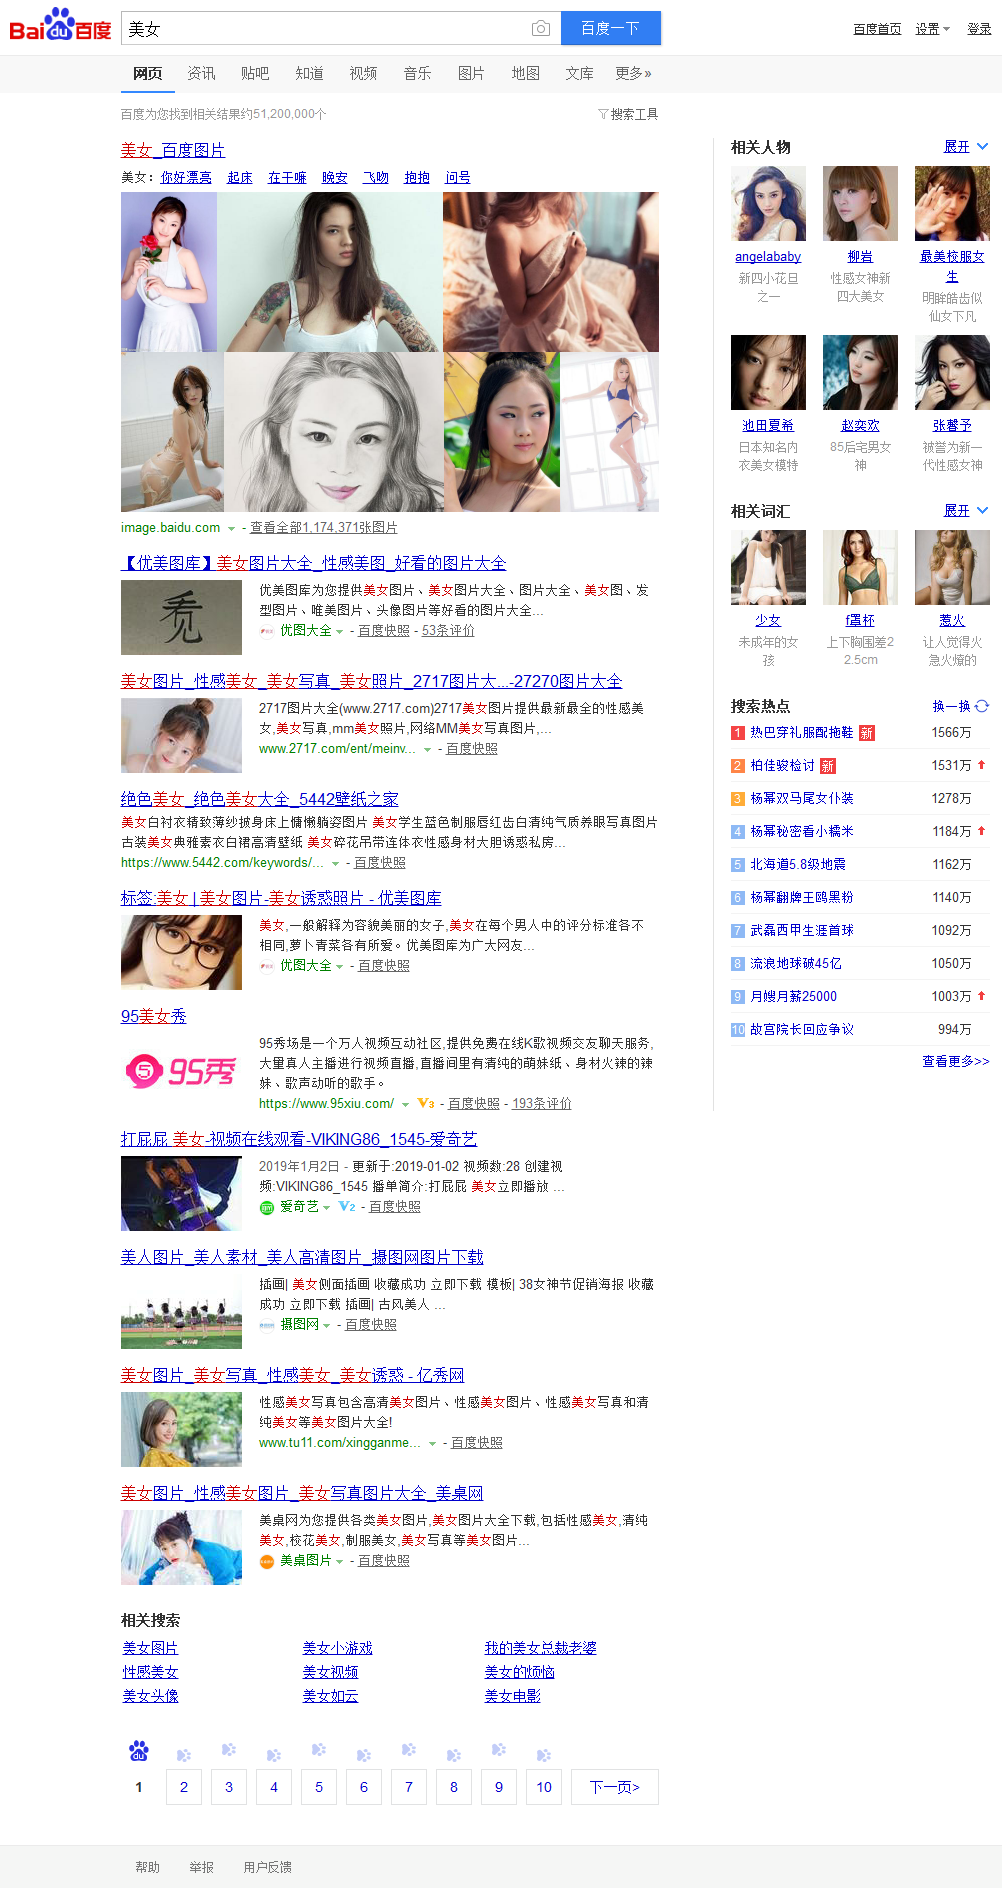 Bai du 百度
美女
百度一下
百度首页 设置 登录
网页 资讯 贴吧 知道 视频 音乐 图片 地图 文库 更多»
百度为您找到相关结果约51,200,000个
搜索工具
美女_百度图片
美女: 你好漂亮 起床 在干嘛 晚安 飞吻 抱抱 问号
image.baidu.com - 查看全部1,174,371张图片
【优美图库】美女图片大全_性感美图_好看的图片大全
优美图库为您提供美女图片、美女图片大全、图片大全、美女图、发
型图片、唯美图片、头像图片等好看的图片大全...
优图大全 - 百度快照 - 53条评价
美女图片_性感美女_美女写真_美女照片_2717图片大...-27270图片大全
2717图片大全(www.2717.com)2717美女图片提供最新最全的性感美
女,美女写真,mm美女照片,网络MM美女写真图片,...
www.2717.com/ent/meinv... - 百度快照
绝色美女_绝色美女大全_5442壁纸之家
美女白衬衣精致薄纱披身床上慵懒躺姿图片 美女学生蓝色制服唇红齿白清纯气质养眼写真图片
古装美女典雅素衣白裙高清壁纸 美女碎花吊带连体衣性感身材大胆诱惑私房...
https://www.5442.com/keywords/... - 百度快照
标签:美女 | 美女图片-美女诱惑照片 - 优美图库
美女,一般解释为容貌美丽的女子,美女在每个男人中的评分标准各不
相同,萝卜青菜各有所爱。优美图库为广大网友...
优图大全 - 百度快照
95美女秀
95秀
95秀场是一个万人视频互动社区,提供免费在线K歌视频交友聊天服务,
大量真人主播进行视频直播,直播间里有清纯的萌妹纸、身材火辣的辣
妹、歌声动听的歌手。
https://www.95xiu.com/ V3 - 百度快照 - 193条评价
打屁屁 美女-视频在线观看-VIKING86_1545-爱奇艺
2019年1月2日 - 更新于:2019-01-02 视频数:28 创建视
频:VIKING86_1545 播单简介:打屁屁 美女立即播放 ...
爱奇艺 V2 - 百度快照
美人图片_美人素材_美人高清图片_摄图网图片下载
插画| 美女侧面插画 收藏成功 立即下载 模板| 38女神节促销海报 收藏
成功 立即下载 插画| 古风美人 ...
摄图网 - 百度快照
美女图片_美女写真_性感美女_美女诱惑 - 亿秀网
性感美女写真包含高清美女图片、性感美女图片、性感美女写真和清
纯美女等美女图片大全!
www.tu11.com/xingganme... - 百度快照
美女图片_性感美女图片_美女写真图片大全_美桌网
美桌网为您提供各类美女图片,美女图片大全下载,包括性感美女,清纯
美女,校花美女,制服美女,美女写真等美女图片...
美桌图片 - 百度快照
相关搜索
美女图片 美女小游戏 我的美女总裁老婆
性感美女 美女视频 美女的烦恼
美女头像 美女如云 美女电影
du
1 2 3 4 5 6 7 8 9 10 下一页>
相关人物 展开
angelababy 柳岩 最美校服女
生
新四小花旦
之一
性感女神新
四大美女
明眸皓齿似
仙女下凡
池田夏希 赵奕欢 张馨予
日本知名内
衣美女模特
85后宅男女
神
被誉为新一
代性感女神
相关词汇 展开
少女 f罩杯 惹火
未成年的女
孩
上下胸围差2
2.5cm
让人觉得火
急火燎的
搜索热点 换一换
1 热巴穿礼服配拖鞋 新 1566万
2 柏佳骏检讨 新 1531万
3 杨幂双马尾女仆装 1278万
4 杨幂秘密看小糯米 1184万
5 北海道5.8级地震 1162万
6 杨幂翻牌王鸥黑粉 1140万
7 武磊西甲生涯首球 1092万
8 流浪地球破45亿 1050万
9 月嫂月薪25000 1003万
10 故宫院长回应争议 994万
查看更多>>
帮助 举报 用户反馈